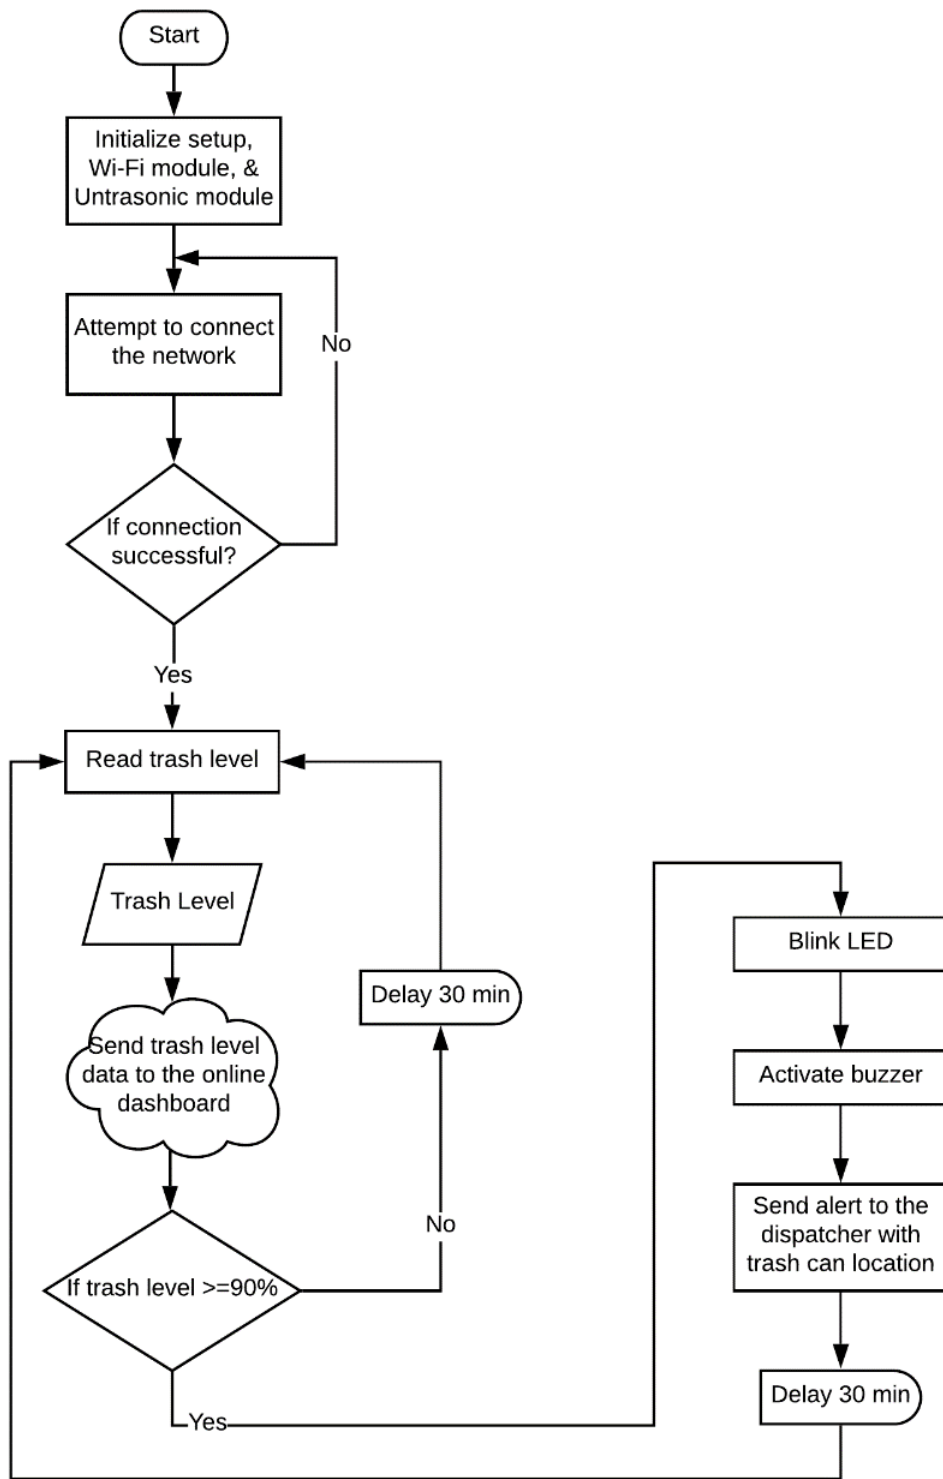 Start
Initialize setup,
Wi-Fi module, &
Untrasonic module
Attempt to connect
the network
No
If connection
successful?
Yes
Read trash level
Trash Level
Send trash level
data to the online
dashboard
Delay 30 min
No
If trash level >=90%
Yes
Blink LED
Activate buzzer
Send alert to the
dispatcher with
trash can location
Delay 30 min